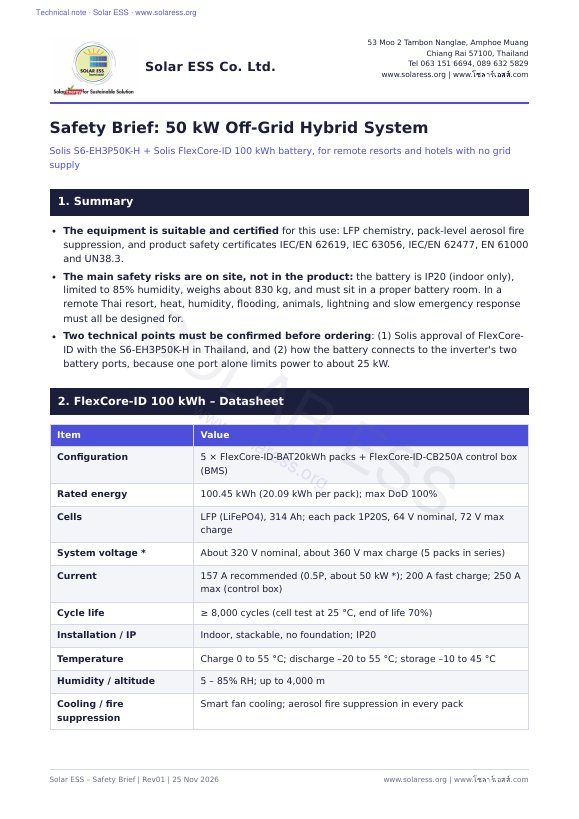 Technical note · Solar ESS · www.solaress.org
SOLAR ESS
Solar Energy for Sustainable Solution
Solar ESS Co. Ltd.
53 Moo 2 Tambon Nanglae, Amphoe Muang
Chiang Rai 57100, Thailand
Tel 063 151 6694, 089 632 5829
www.solaress.org | www.โซลาร์เอสส์.com
Safety Brief: 50 kW Off-Grid Hybrid System
Solis S6-EH3P50K-H + Solis FlexCore-ID 100 kWh battery, for remote resorts and hotels with no grid
supply
1. Summary
• The equipment is suitable and certified for this use: LFP chemistry, pack-level aerosol fire
suppression, and product safety certificates IEC/EN 62619, IEC 63056, IEC/EN 62477, EN 61000
and UN38.3.
• The main safety risks are on site, not in the product: the battery is IP20 (indoor only),
limited to 85% humidity, weighs about 830 kg, and must sit in a proper battery room. In a
remote Thai resort, heat, humidity, flooding, animals, lightning and slow emergency response
must all be designed for.
• Two technical points must be confirmed before ordering: (1) Solis approval of FlexCore-
ID with the S6-EH3P50K-H in Thailand, and (2) how the battery connects to the inverter's two
battery ports, because one port alone limits power to about 25 kW.
2. FlexCore-ID 100 kWh – Datasheet
Item Value
Configuration 5 × FlexCore-ID-BAT20kWh packs + FlexCore-ID-CB250A control box
(BMS)
Rated energy 100.45 kWh (20.09 kWh per pack); max DoD 100%
Cells LFP (LiFePO4), 314 Ah; each pack 1P20S, 64 V nominal, 72 V max
charge
System voltage * About 320 V nominal, about 360 V max charge (5 packs in series)
Current 157 A recommended (0.5P, about 50 kW *); 200 A fast charge; 250 A
max (control box)
Cycle life ≥ 8,000 cycles (cell test at 25 °C, end of life 70%)
Installation / IP Indoor, stackable, no foundation; IP20
Temperature Charge 0 to 55 °C; discharge –20 to 55 °C; storage –10 to 45 °C
Humidity / altitude 5 – 85% RH; up to 4,000 m
Cooling / fire
suppression Smart fan cooling; aerosol fire suppression in every pack
SOLAR ESS
www.solaress.org
Solar ESS – Safety Brief | Rev01 | 25 Nov 2026
www.solaress.org | www.โซลาร์เอสส์.com